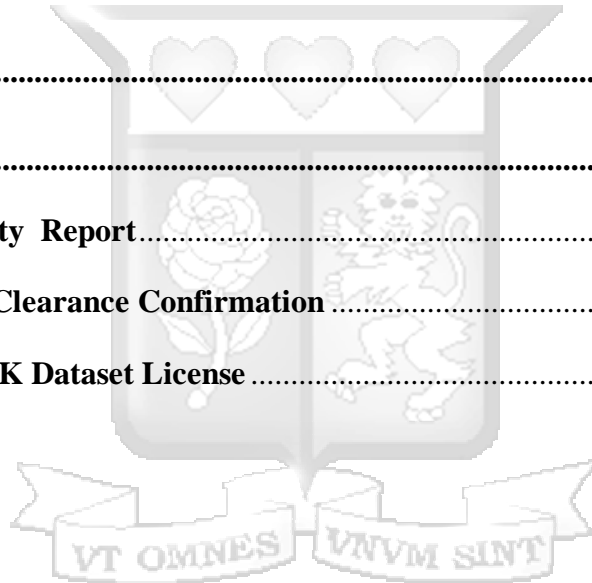 ..........................................................................
..........................................................................
ty Report..........................................................
Clearance Confirmation.................................
K Dataset License...........................................
VT OMNES VNVM SINT